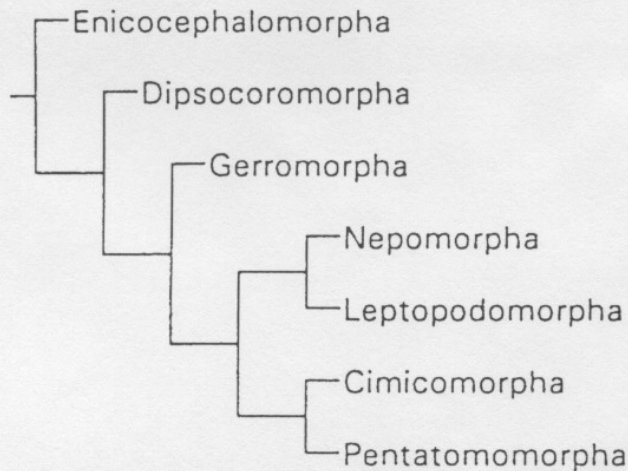 Enicocephalomorpha
Dipsocoromorpha
Gerromorpha
Nepomorpha
Leptopodomorpha
Cimicomorpha
Pentatomomorpha